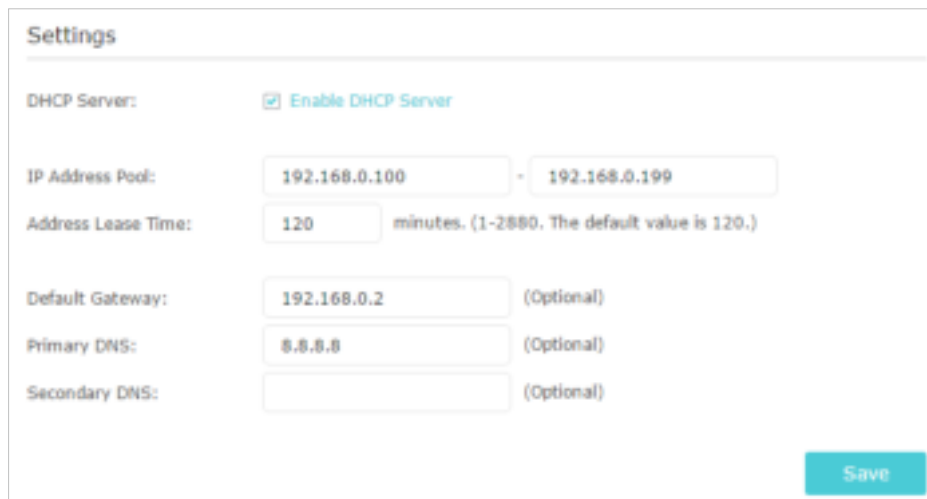 Settings
DHCP Server: Enable DHCP Server
IP Address Pool: 192.168.0.100 - 192.168.0.199
Address Lease Time: 120 minutes. (1-2880. The default value is 120.)
Default Gateway: 192.168.0.2 (Optional)
Primary DNS: 8.8.8.8 (Optional)
Secondary DNS: (Optional)
Save